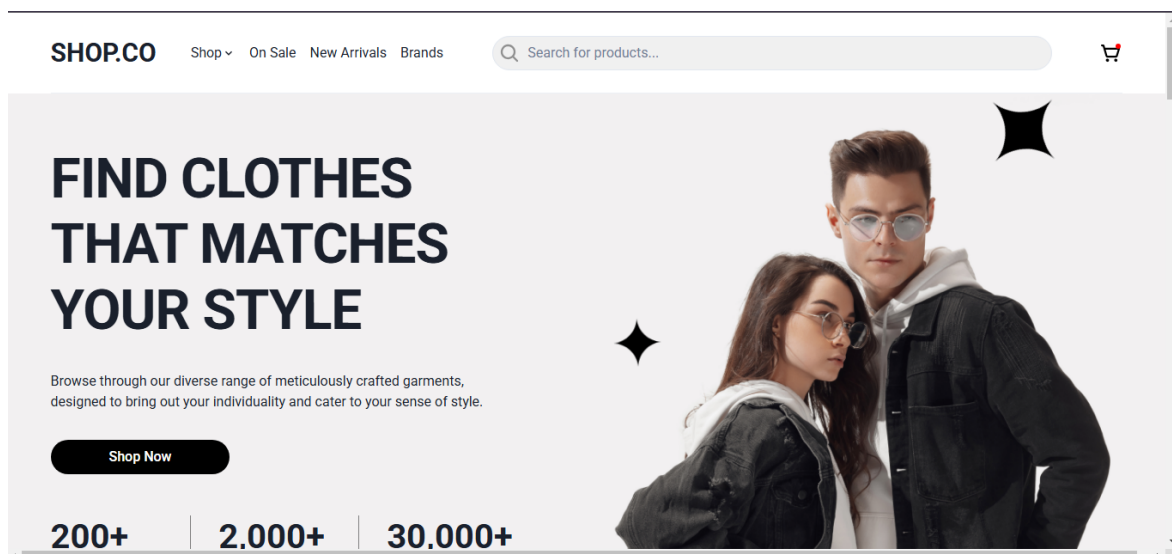 SHOP.CO Shop On Sale New Arrivals Brands Search for products...
FIND CLOTHES
THAT MATCHES
YOUR STYLE
Browse through our diverse range of meticulously crafted garments,
designed to bring out your individuality and cater to your sense of style.
Shop Now
200+ 2,000+ 30,000+